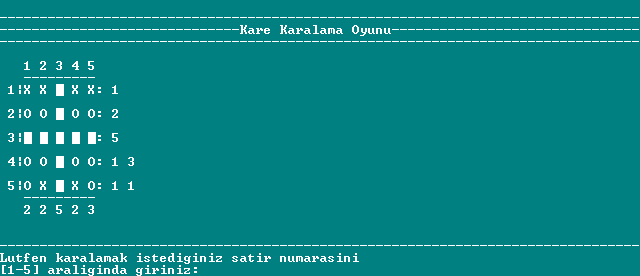 Kare Karalama Oyunu
1 2 3 4 5
1|X X █ X X: 1
2|O O █ O O: 2
3|█ █ █ █ █: 5
4|O O █ O O: 1 3
5|O X █ X O: 1 1
2 2 5 2 3
Lutfen karalamak istediginiz satir numarasini
[1-5] araliginda giriniz: